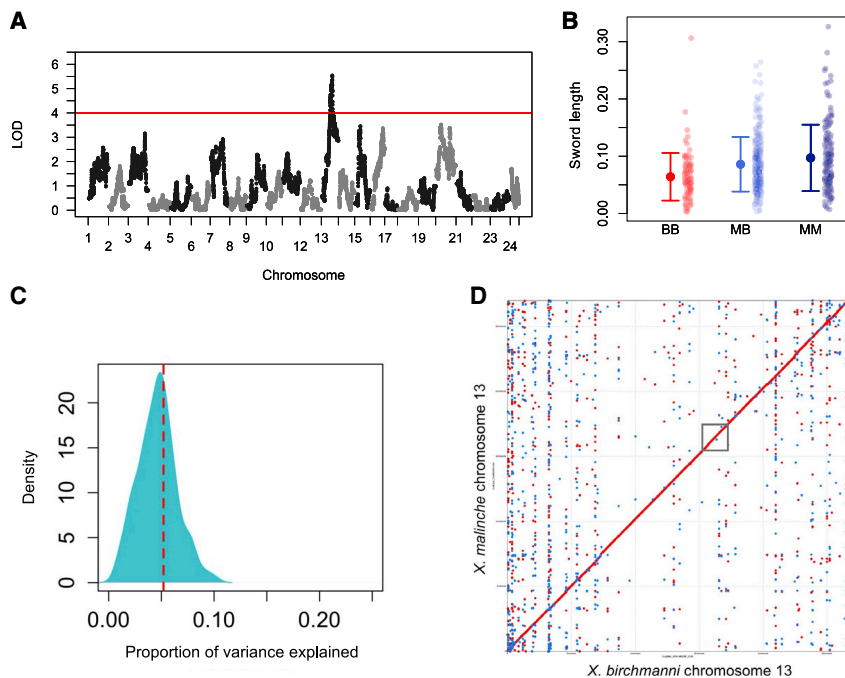 A
LOD
0 1 2 3 4 5 6
1 2 3 4 5 6 7 8 9 10 12 13 15 17 19 21 23 24
Chromosome
B
Sword length
0.00 0.10 0.20 0.30
BB MB MM
C
Density
0 5 10 15 20
0.00 0.10 0.20
Proportion of variance explained
D
X. malinche chromosome 13
X. birchmanni chromosome 13